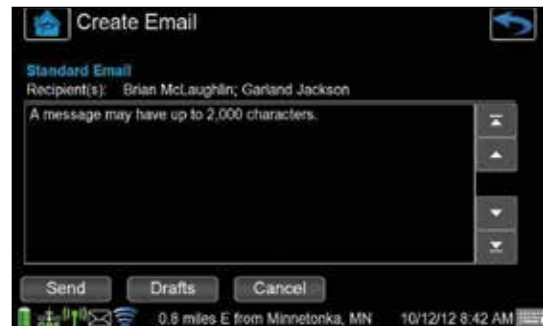 Create Email
Standard Email
Recipient(s): Brian McLaughlin; Garland Jackson
A message may have up to 2,000 characters.
Send Drafts Cancel
0.8 miles E from Minnetonka, MN 10/12/12 8:42 AM